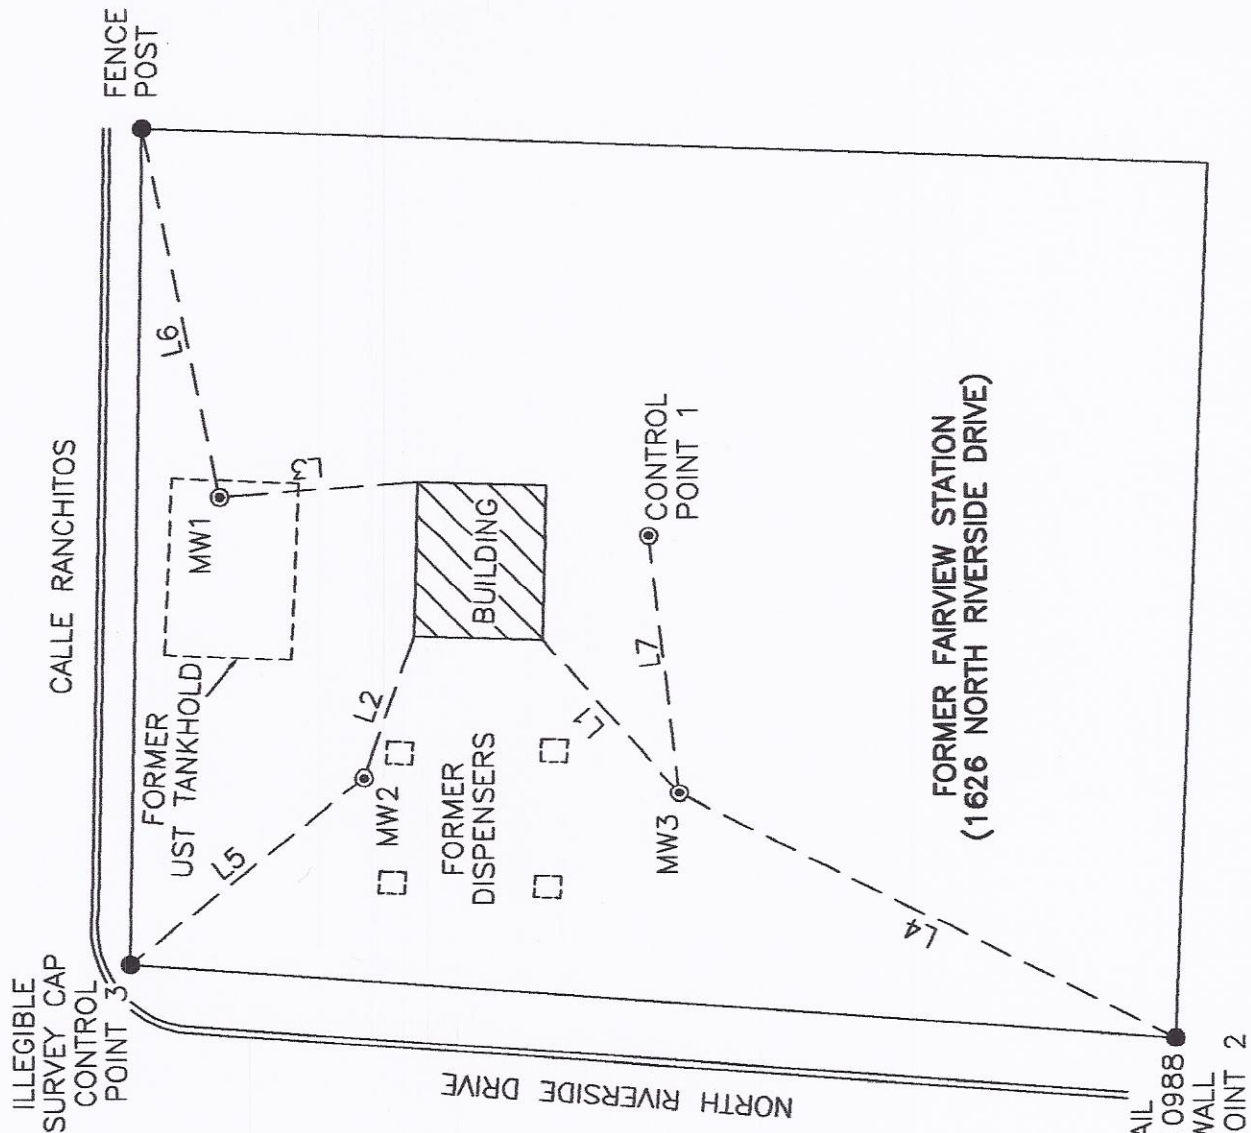 FENCE
POST
CALLE RANCHITOS
ILLEGIBLE
SURVEY CAP
CONTROL
POINT 3
L6
MW1
L3
FORMER
UST TANKHOLD
L5
L2
MW2
FORMER
DISPENSERS
BUILDING
L1
L7
CONTROL
POINT 1
MW3
L4
FORMER FAIRVIEW STATION
(1626 NORTH RIVERSIDE DRIVE)
NORTH RIVERSIDE DRIVE
AIL
0988
WALL
OINT 2